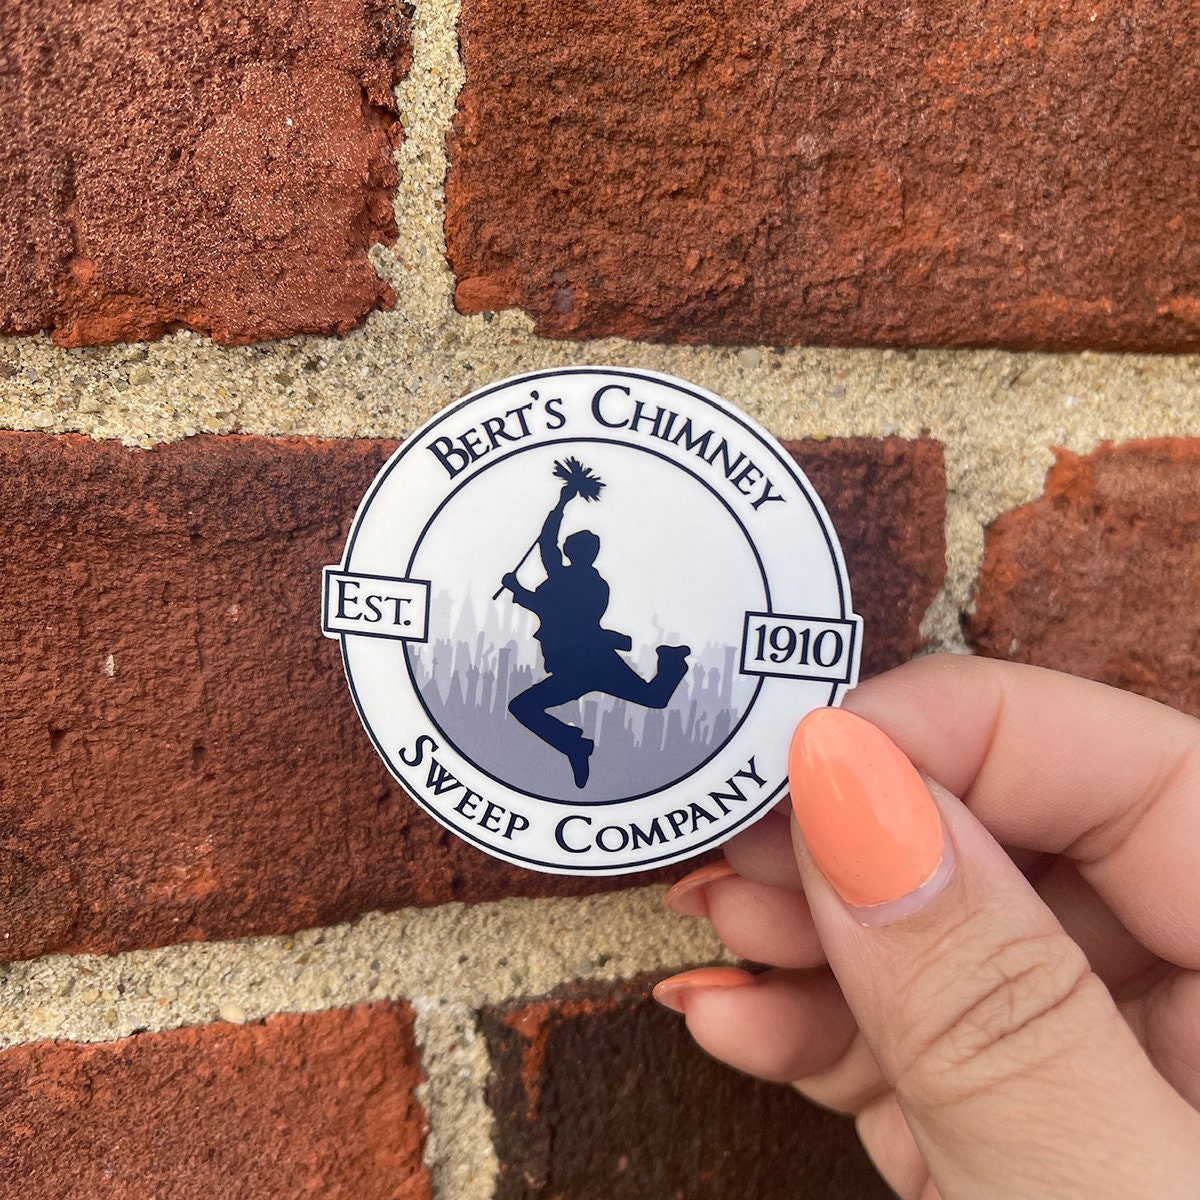 Bert's Chimney
Est.
1910
Sweep Company